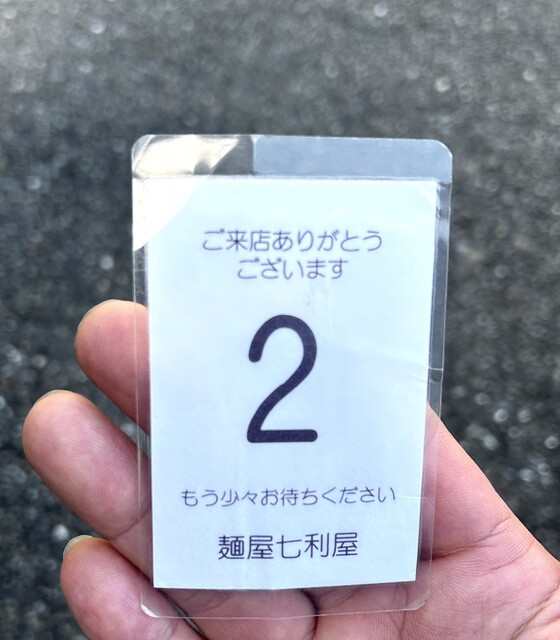 ご来店ありがとう
ございます
2
もう少々お待ちください
麺屋七利屋